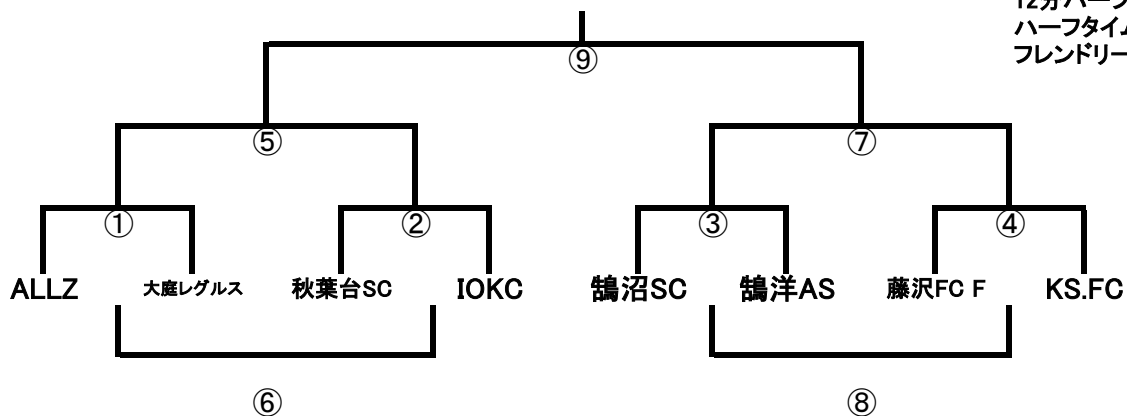 12分ハーフ
ハーフタイム
フレンドリー
⑨
⑤ ⑦
① ② ③ ④
ALLZ 大庭レグルス 秋葉台SC IOKC 鵠沼SC 鵠洋AS 藤沢FC F KS.FC
⑥ ⑧